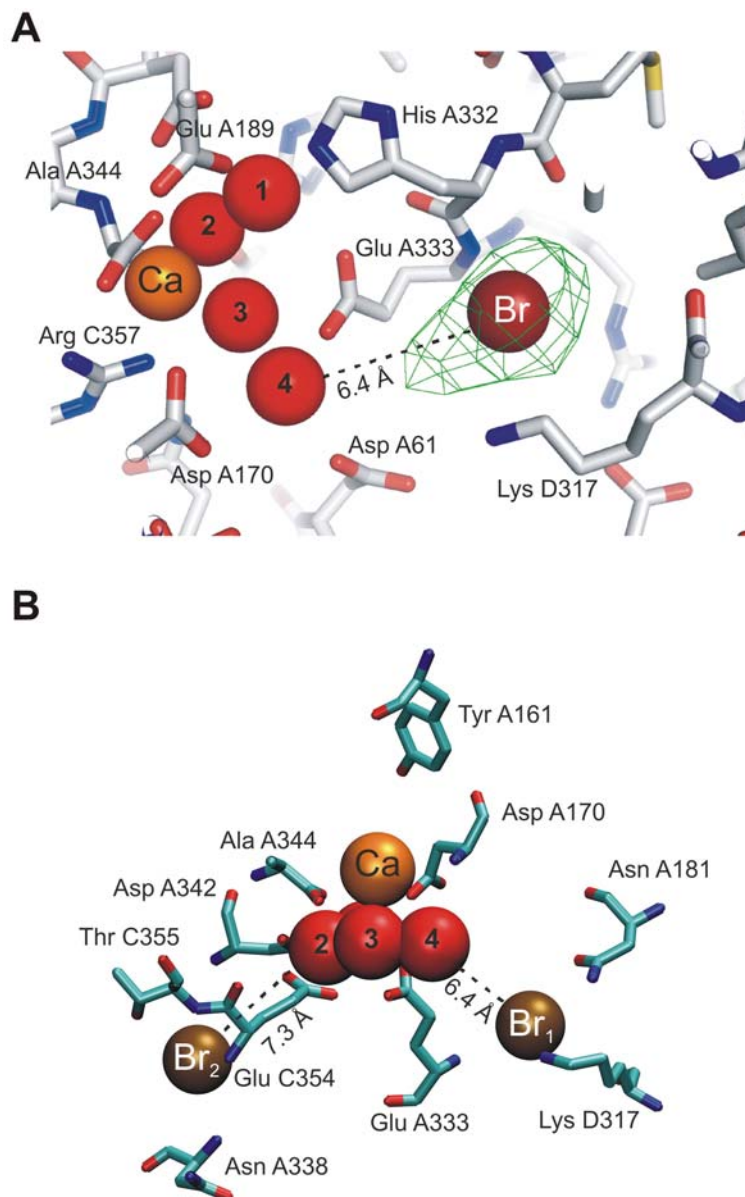 A
Glu A189
His A332
Ala A344
1
2
Ca
Glu A333
3
Br
Arg C357
4
6.4 Å
Asp A170
Asp A61
Lys D317
B
Tyr A161
Asp A170
Ala A344
Ca
Asn A181
Asp A342
Thr C355
2
3
4
6.4 Å
7.3 Å
Br₁
Br₂
Glu C354
Glu A333
Lys D317
Asn A338